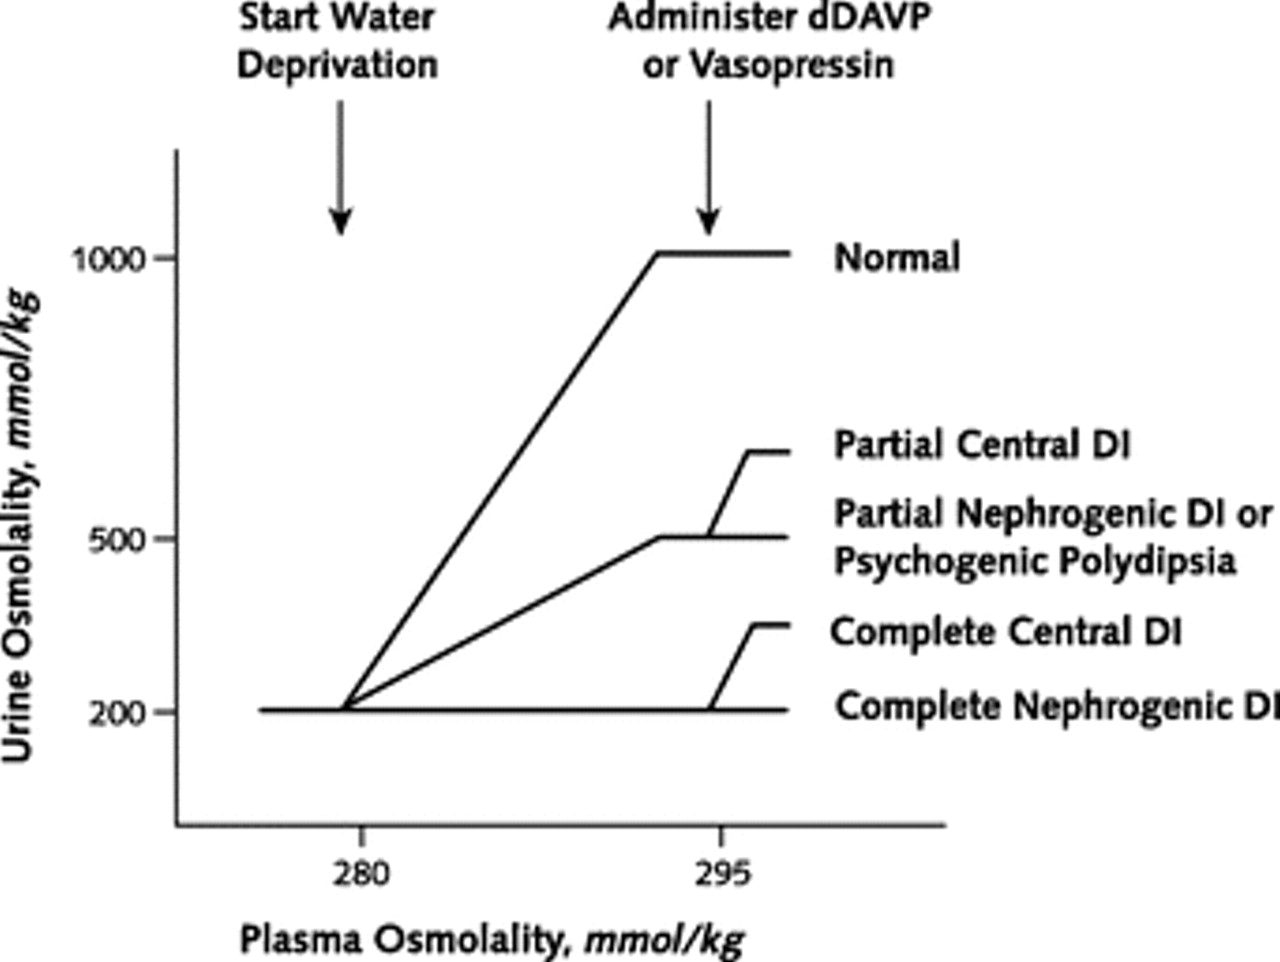 Start Water
Deprivation
Administer dDAVP
or Vasopressin
Urine Osmolality, mmol/kg
1000
500
200
Normal
Partial Central DI
Partial Nephrogenic DI or
Psychogenic Polydipsia
Complete Central DI
Complete Nephrogenic DI
280
295
Plasma Osmolality, mmol/kg